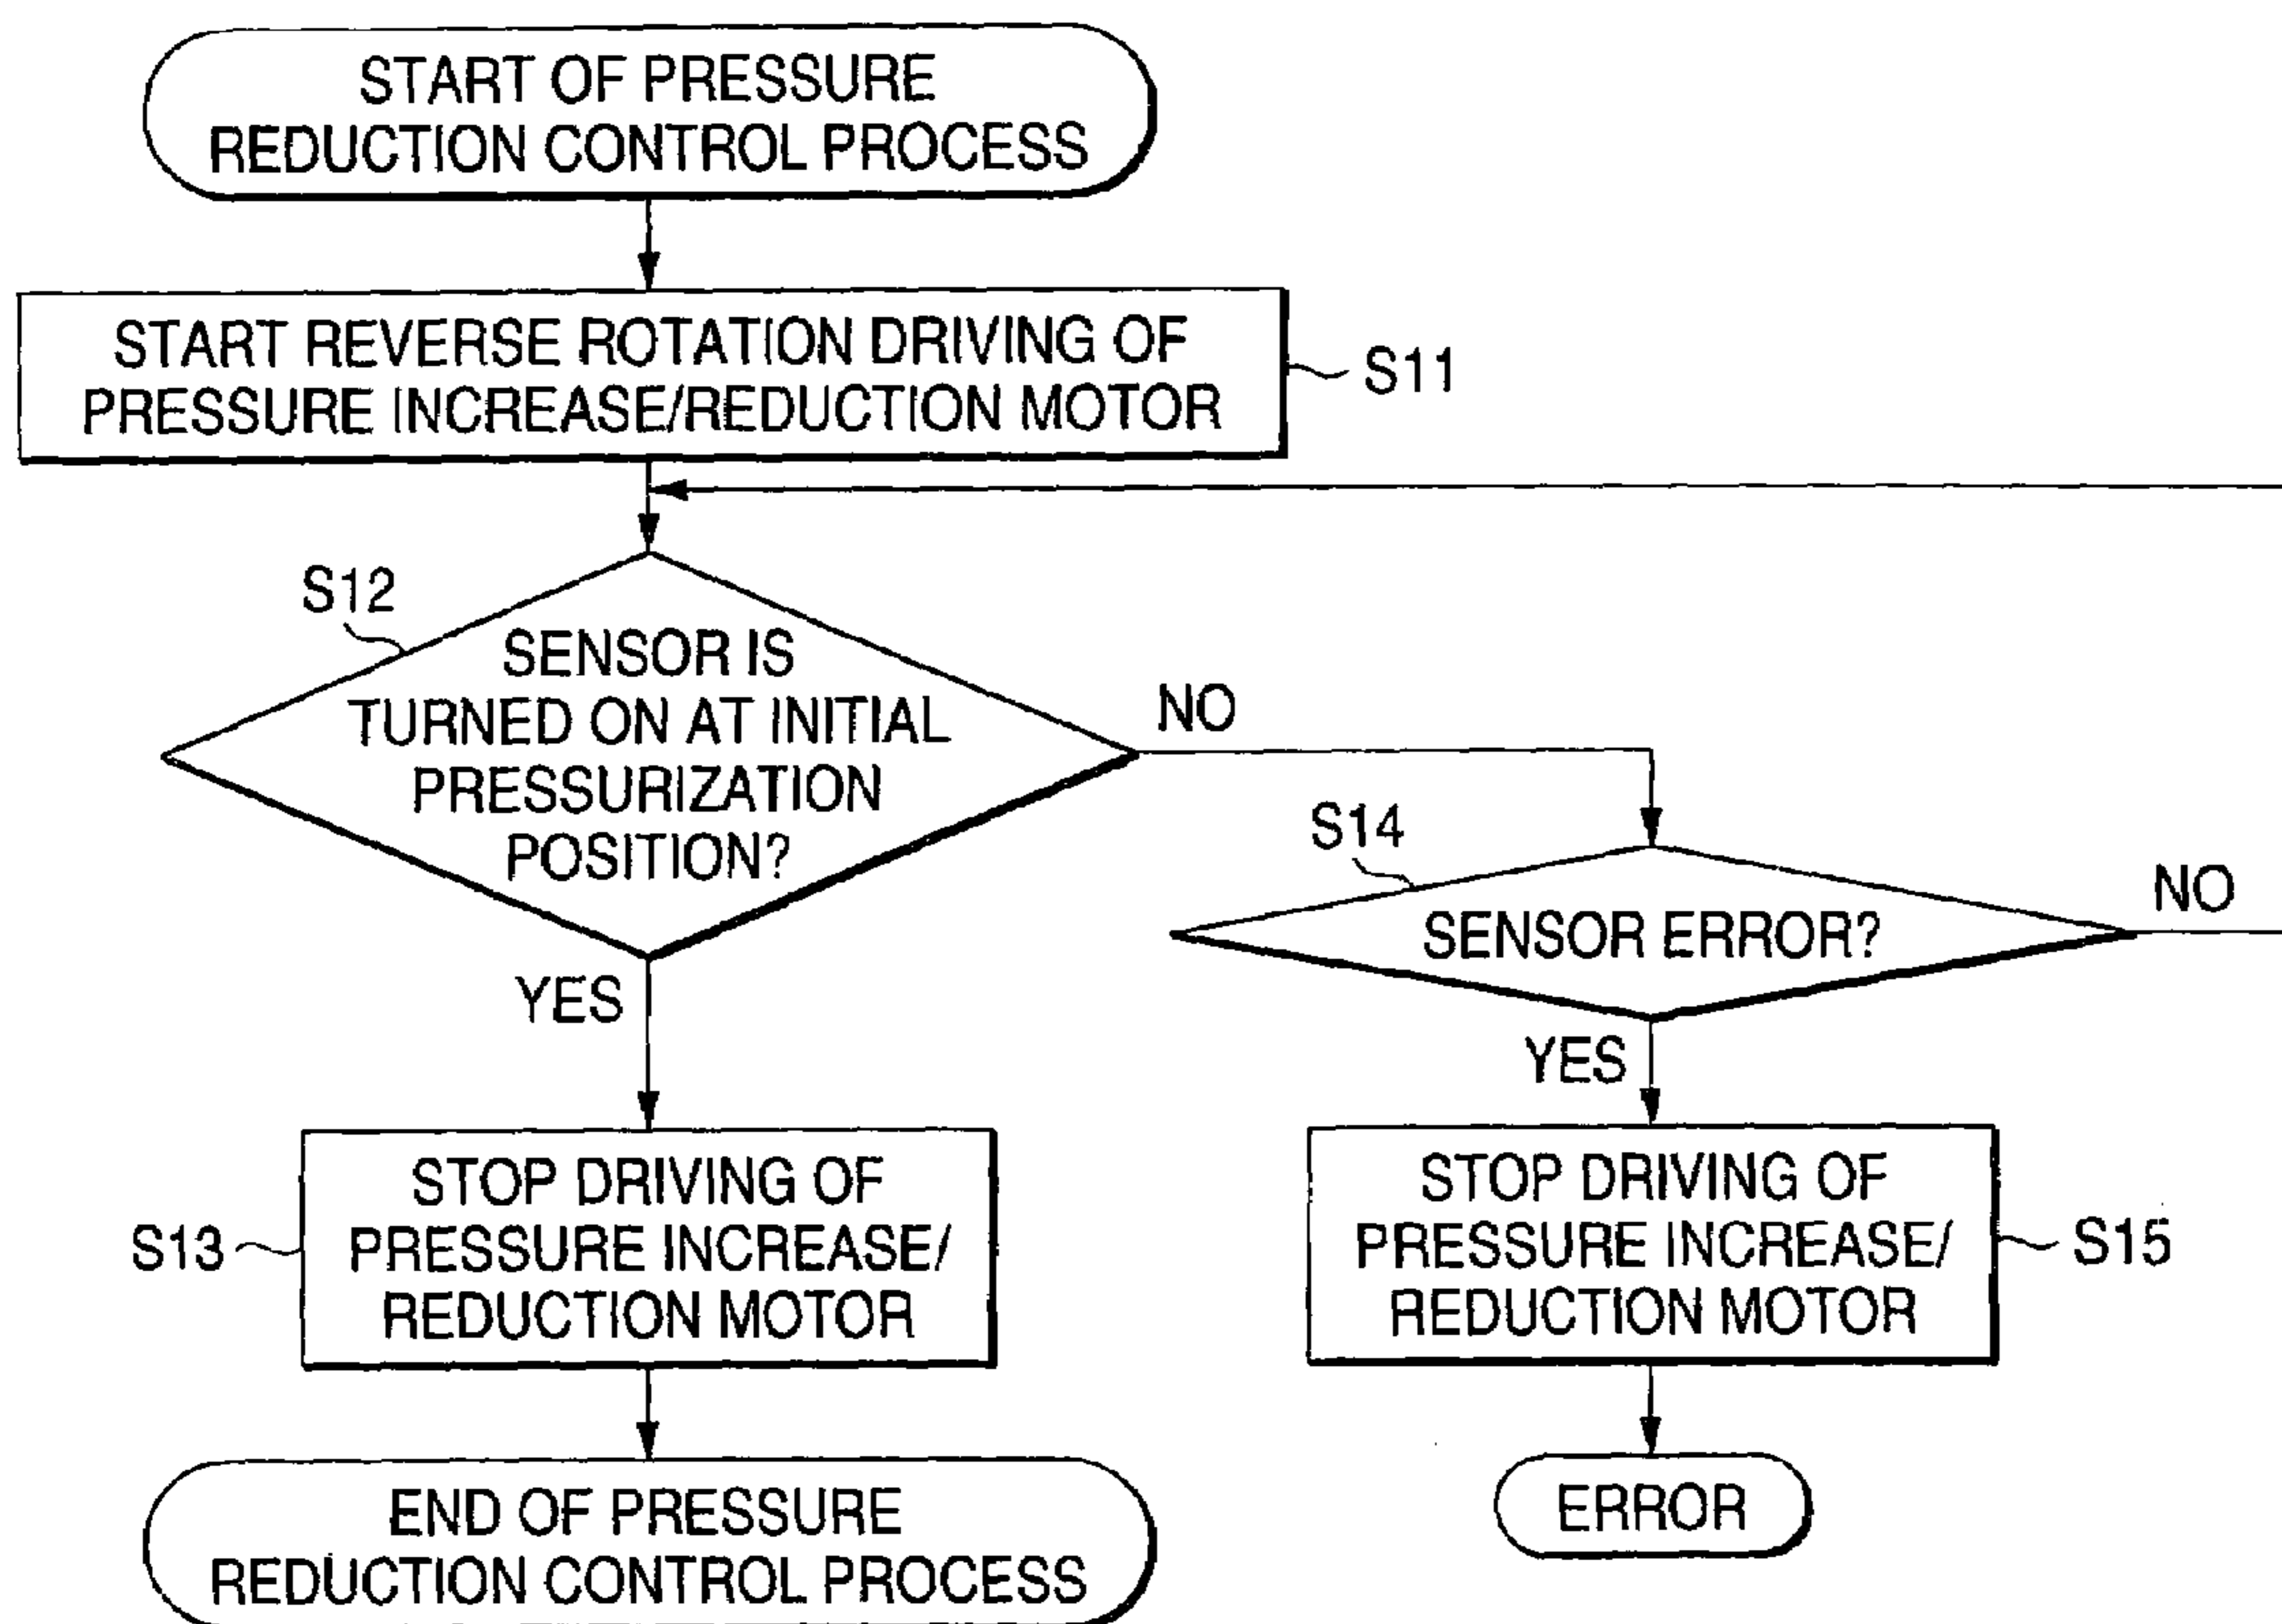 START OF PRESSURE
REDUCTION CONTROL PROCESS
START REVERSE ROTATION DRIVING OF
PRESSURE INCREASE/REDUCTION MOTOR
S11
S12
SENSOR IS
TURNED ON AT INITIAL
PRESSURIZATION
POSITION?
NO
YES
S14
SENSOR ERROR?
NO
YES
S13
STOP DRIVING OF
PRESSURE INCREASE/
REDUCTION MOTOR
STOP DRIVING OF
PRESSURE INCREASE/
REDUCTION MOTOR
S15
END OF PRESSURE
REDUCTION CONTROL PROCESS
ERROR